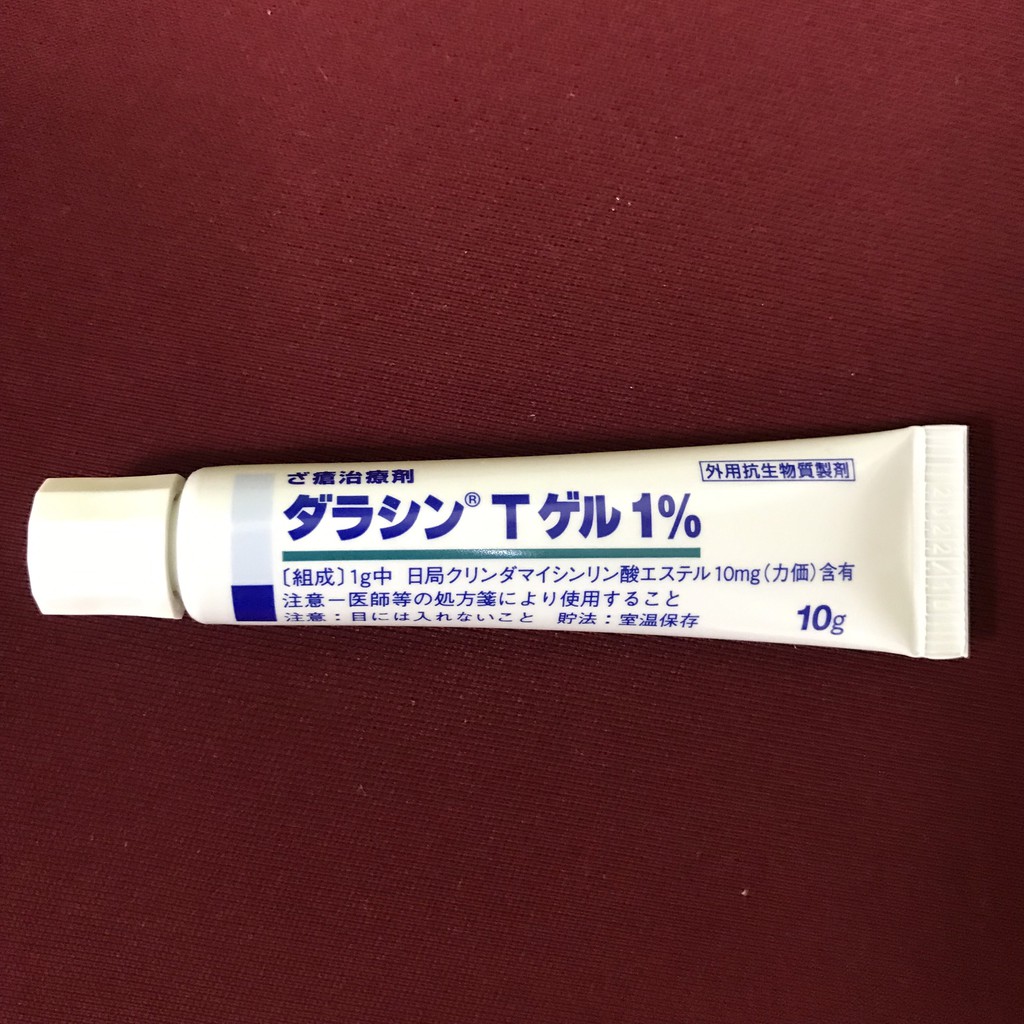 ざ瘡治療剤
外用抗生物質製剤
ダラシン® Tゲル1%
〔組成〕1g中 日局クリンダマイシンリン酸エステル10mg(力価)含有
注意－医師等の処方箋により使用すること
注意：目には入れないこと 貯法：室温保存
10g